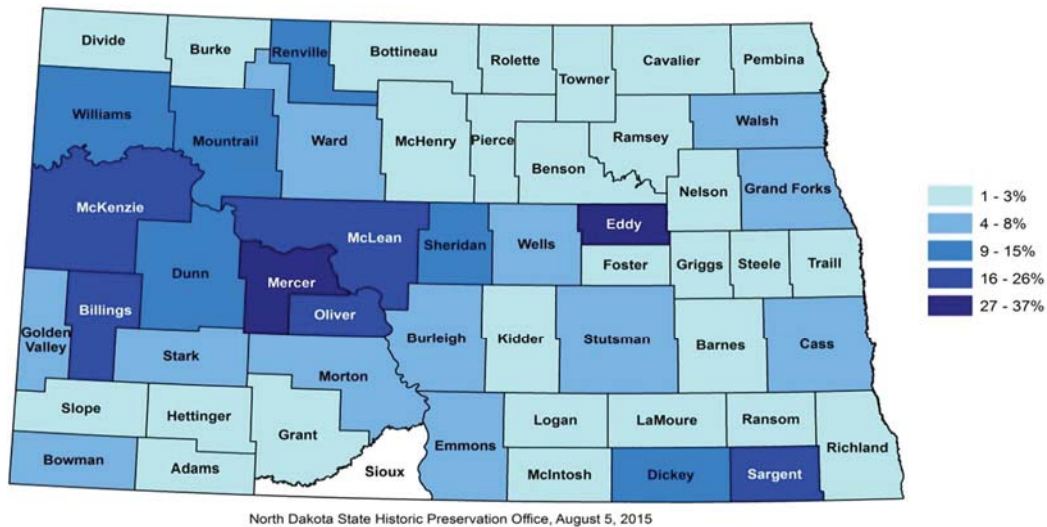 Divide
Burke
Renville
Bottineau
Rolette
Towner
Cavalier
Pembina
Williams
Mountrail
Ward
McHenry
Pierce
Benson
Ramsey
Walsh
Nelson
Grand Forks
McKenzie
Dunn
McLean
Mercer
Oliver
Sheridan
Wells
Eddy
Foster
Griggs
Steele
Traill
Golden
Valley
Billings
Stark
Morton
Burleigh
Kidder
Stutsman
Barnes
Cass
Slope
Hettinger
Grant
Bowman
Adams
Sioux
Emmons
Logan
McIntosh
LaMoure
Dickey
Ransom
Sargent
Richland
1 - 3%
4 - 8%
9 - 15%
16 - 26%
27 - 37%
North Dakota State Historic Preservation Office, August 5, 2015